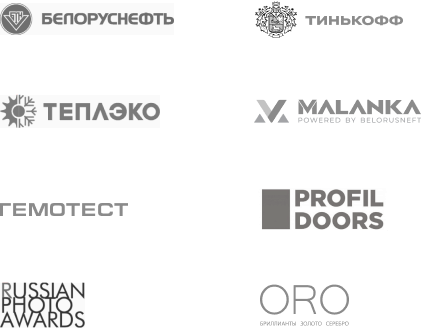 БЕЛОРУСНЕФТЬ
ТИНЬКОФФ
ТЕПЛЭКО
MALANKA
POWERED BY BELORUSNEFT
ГЕМОТЕСТ
PROFIL
DOORS
RUSSIAN
PHOTO
AWARDS
ORO
БРИЛЛИАНТЫ ЗОЛОТО СЕРЕБРО